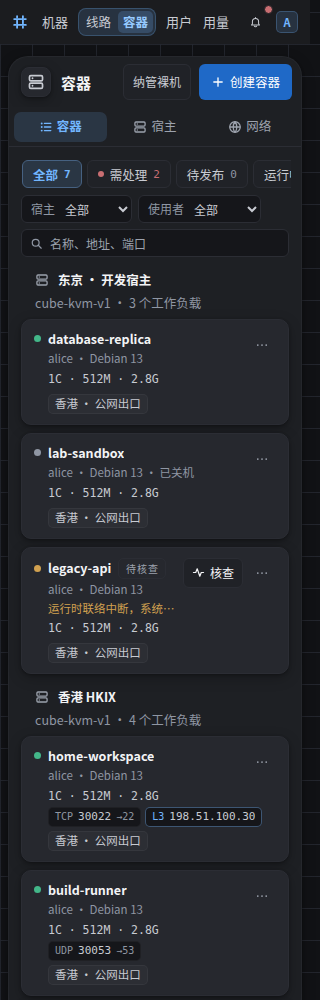 机器 线路 容器 用户 用量 A
容器 纳管裸机 创建容器
容器 宿主 网络
全部 7 需处理 2 待发布 0
宿主 全部 使用者 全部
名称、地址、端口
东京 · 开发宿主
cube-kvm-v1 · 3 个工作负载
database-replica …
alice · Debian 13
1C · 512M · 2.8G
香港 · 公网出口
lab-sandbox …
alice · Debian 13 · 已关机
1C · 512M · 2.8G
香港 · 公网出口
legacy-api 待核查 核查 …
alice · Debian 13
运行时联络中断，系统…
1C · 512M · 2.8G
香港 · 公网出口
香港 HKIX
cube-kvm-v1 · 4 个工作负载
home-workspace …
alice · Debian 13
1C · 512M · 2.8G
TCP 30022 →22 L3 198.51.100.30
香港 · 公网出口
build-runner …
alice · Debian 13
1C · 512M · 2.8G
UDP 30053 →53
香港 · 公网出口